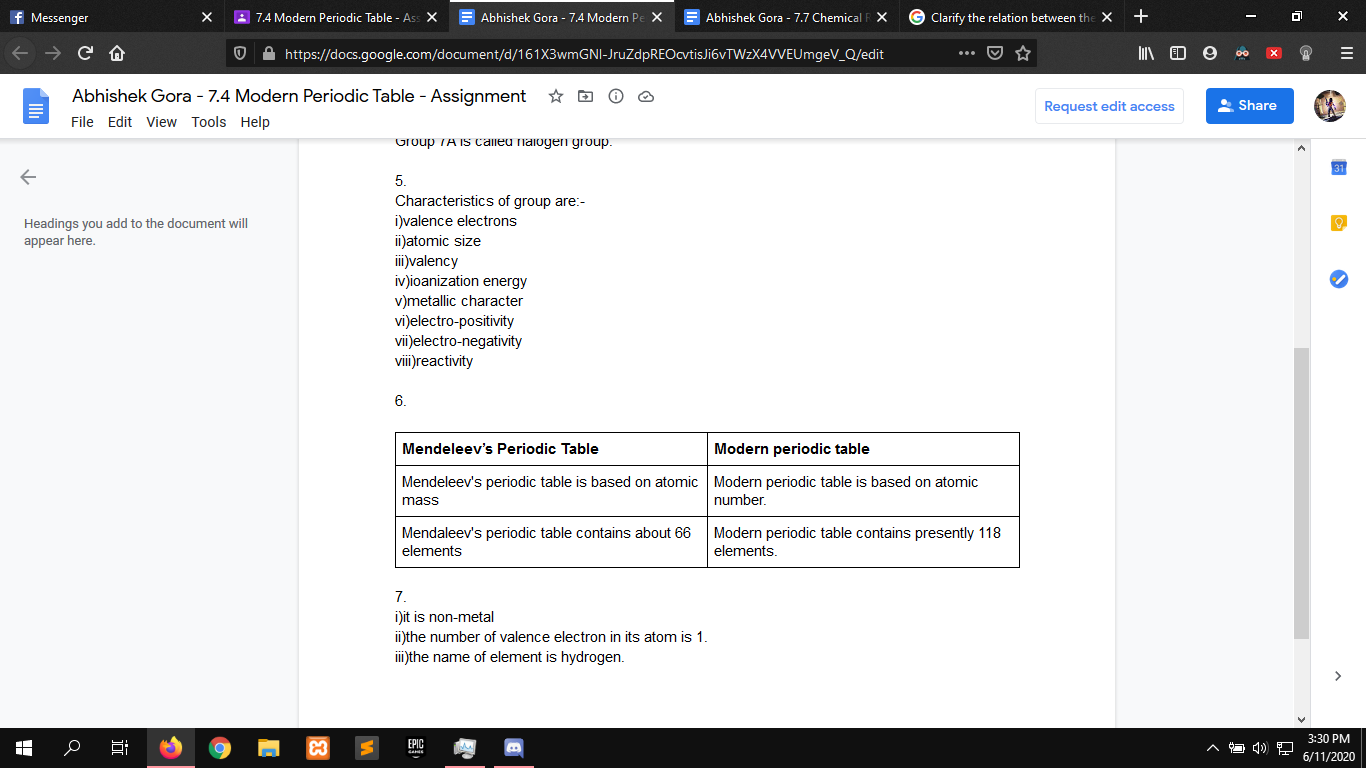 Messenger
7.4 Modern Periodic Table - Ass
Abhishek Gora - 7.4 Modern Pe
Abhishek Gora - 7.7 Chemical R
Clarify the relation between the
https://docs.google.com/document/d/161X3wmGNl-JruZdpREOcvtisJi6vTWzX4VVEUmgeV_Q/edit
Abhishek Gora - 7.4 Modern Periodic Table - Assignment
File Edit View Tools Help
Request edit access
Share
Headings you add to the document will
appear here.
Group 7A is called halogen group.
5.
Characteristics of group are:-
i)valence electrons
ii)atomic size
iii)valency
iv)ioanization energy
v)metallic character
vi)electro-positivity
vii)electro-negativity
viii)reactivity
6.
Mendeleev's Periodic Table
Modern periodic table
Mendeleev's periodic table is based on atomic
mass
Modern periodic table is based on atomic
number.
Mendaleev's periodic table contains about 66
elements
Modern periodic table contains presently 118
elements.
7.
i)it is non-metal
ii)the number of valence electron in its atom is 1.
iii)the name of element is hydrogen.
31
EPIC
GAMES
3:30 PM
6/11/2020